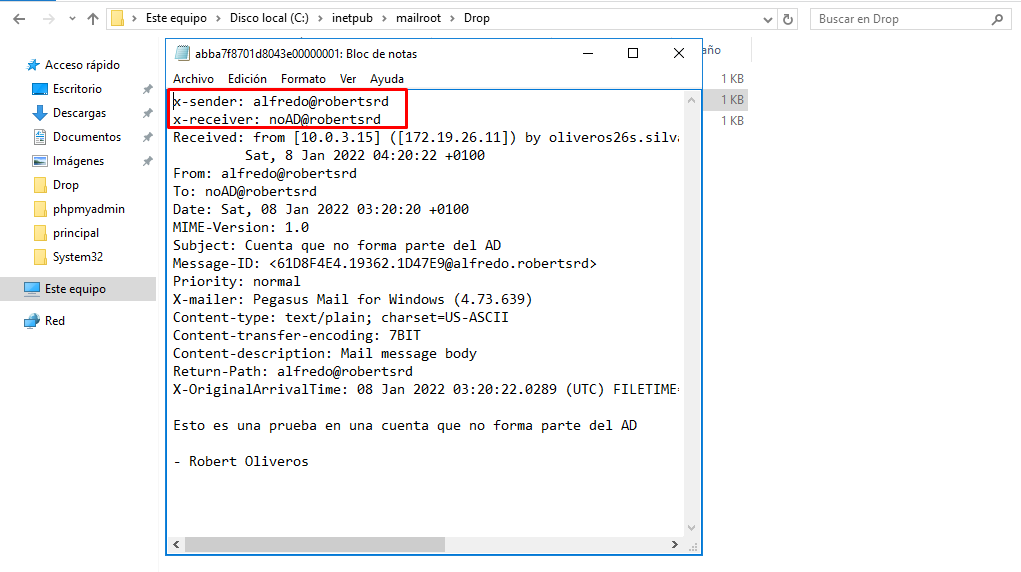 Este equipo > Disco local (C:) > inetpub > mailroot > Drop
Buscar en Drop
Acceso rápido
Escritorio
Descargas
Documentos
Imágenes
Drop
phpmyadmin
principal
System32
Este equipo
Red
año
1 KB
1 KB
1 KB
abba7f8701d8043e00000001: Bloc de notas
Archivo Edición Formato Ver Ayuda
x-sender: alfredo@robertsrd
x-receiver: noAD@robertsrd
Received: from [10.0.3.15] ([172.19.26.11]) by oliveros26s.silva
Sat, 8 Jan 2022 04:20:22 +0100
From: alfredo@robertsrd
To: noAD@robertsrd
Date: Sat, 08 Jan 2022 03:20:20 +0100
MIME-Version: 1.0
Subject: Cuenta que no forma parte del AD
Message-ID: <61D8F4E4.19362.1D47E9@alfredo.robertsrd>
Priority: normal
X-mailer: Pegasus Mail for Windows (4.73.639)
Content-type: text/plain; charset=US-ASCII
Content-transfer-encoding: 7BIT
Content-description: Mail message body
Return-Path: alfredo@robertsrd
X-OriginalArrivalTime: 08 Jan 2022 03:20:22.0289 (UTC) FILETIME=
Esto es una prueba en una cuenta que no forma parte del AD
- Robert Oliveros